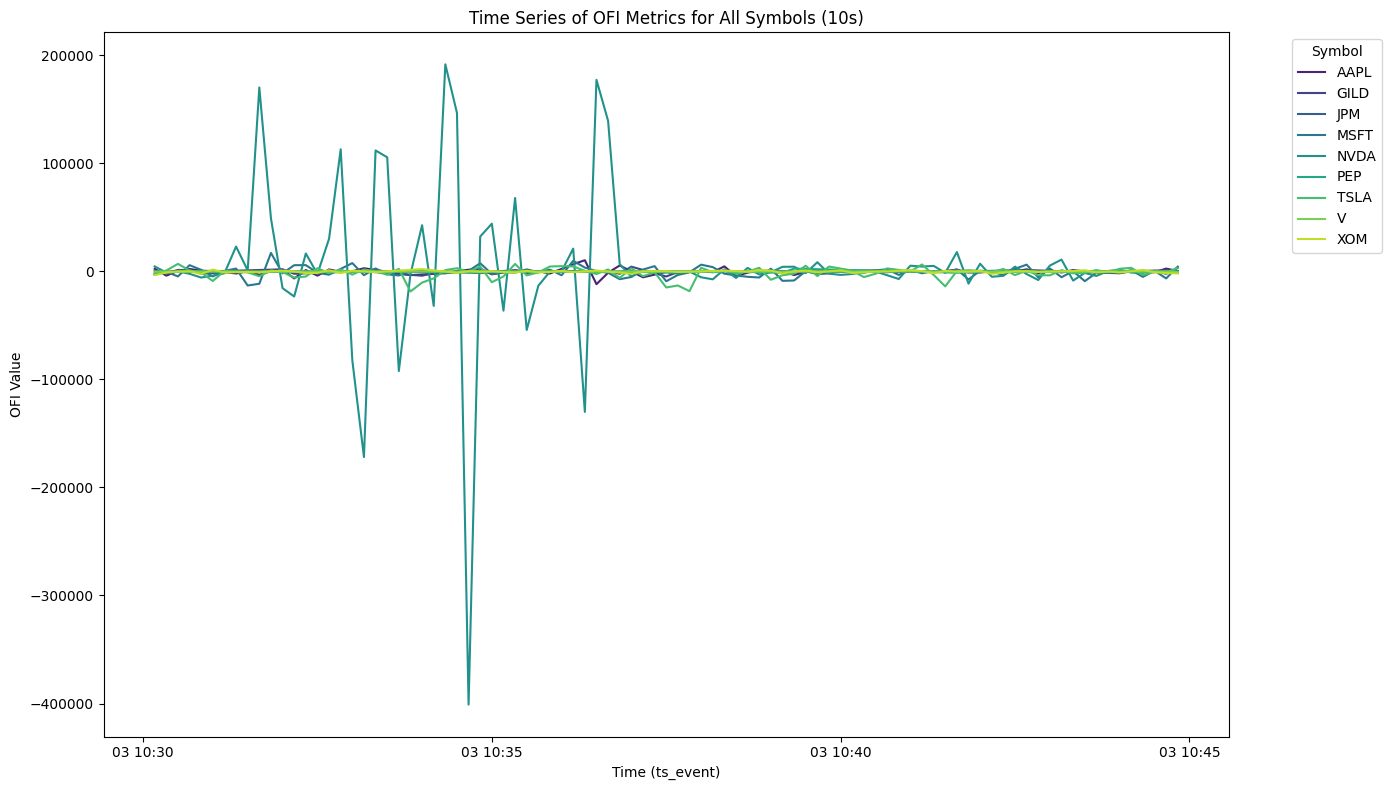 Time Series of OFI Metrics for All Symbols (10s)
200000
100000
0
−100000
−200000
−300000
−400000
OFI Value
03 10:30
03 10:35
03 10:40
03 10:45
Time (ts_event)
Symbol
AAPL
GILD
JPM
MSFT
NVDA
PEP
TSLA
V
XOM